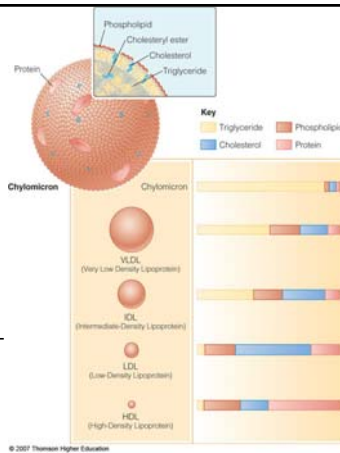 Phospholipid
Cholesteryl ester
Cholesterol
Triglyceride
Protein
Key
Triglyceride
Phospholipid
Cholesterol
Protein
Chylomicron
Chylomicron
VLDL
(Very Low Density Lipoprotein)
IDL
(Intermediate-Density Lipoprotein)
LDL
(Low-Density Lipoprotein)
HDL
(High-Density Lipoprotein)
© 2007 Thomson Higher Education